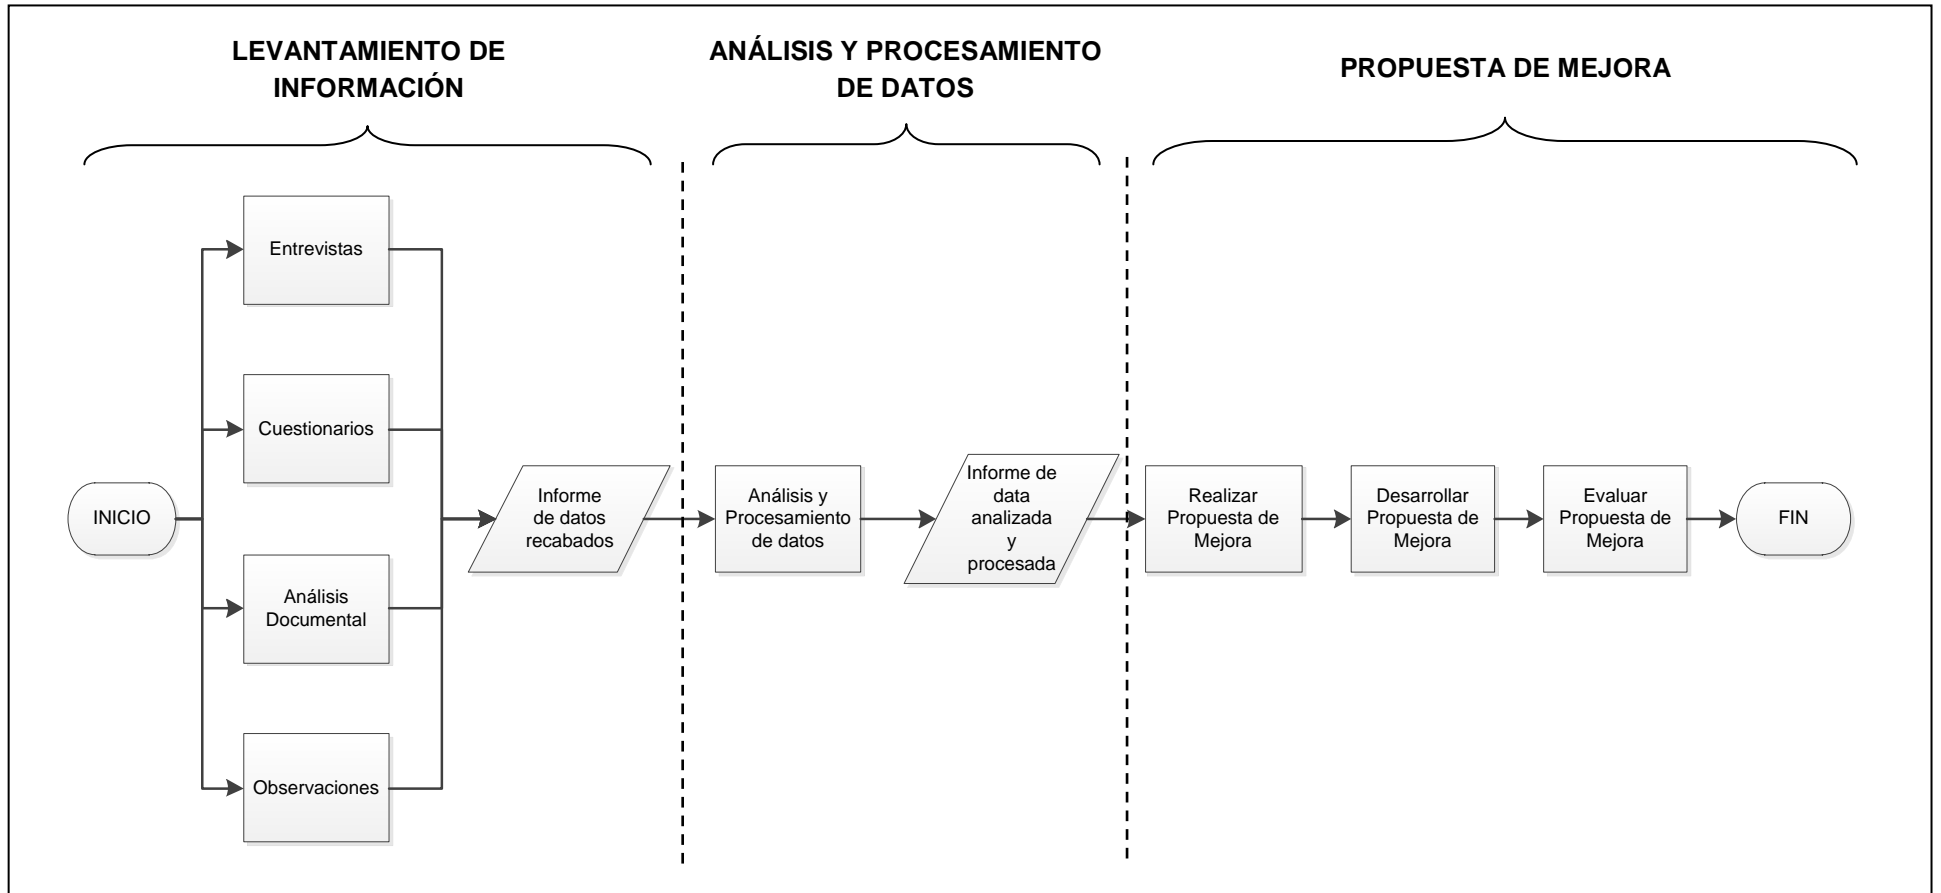 LEVANTAMIENTO DE
INFORMACIÓN
ANÁLISIS Y PROCESAMIENTO
DE DATOS
PROPUESTA DE MEJORA
INICIO
Entrevistas
Cuestionarios
Análisis
Documental
Observaciones
Informe
de datos
recabados
Análisis y
Procesamiento
de datos
Informe de
data
analizada
y
procesada
Realizar
Propuesta de
Mejora
Desarrollar
Propuesta de
Mejora
Evaluar
Propuesta de
Mejora
FIN